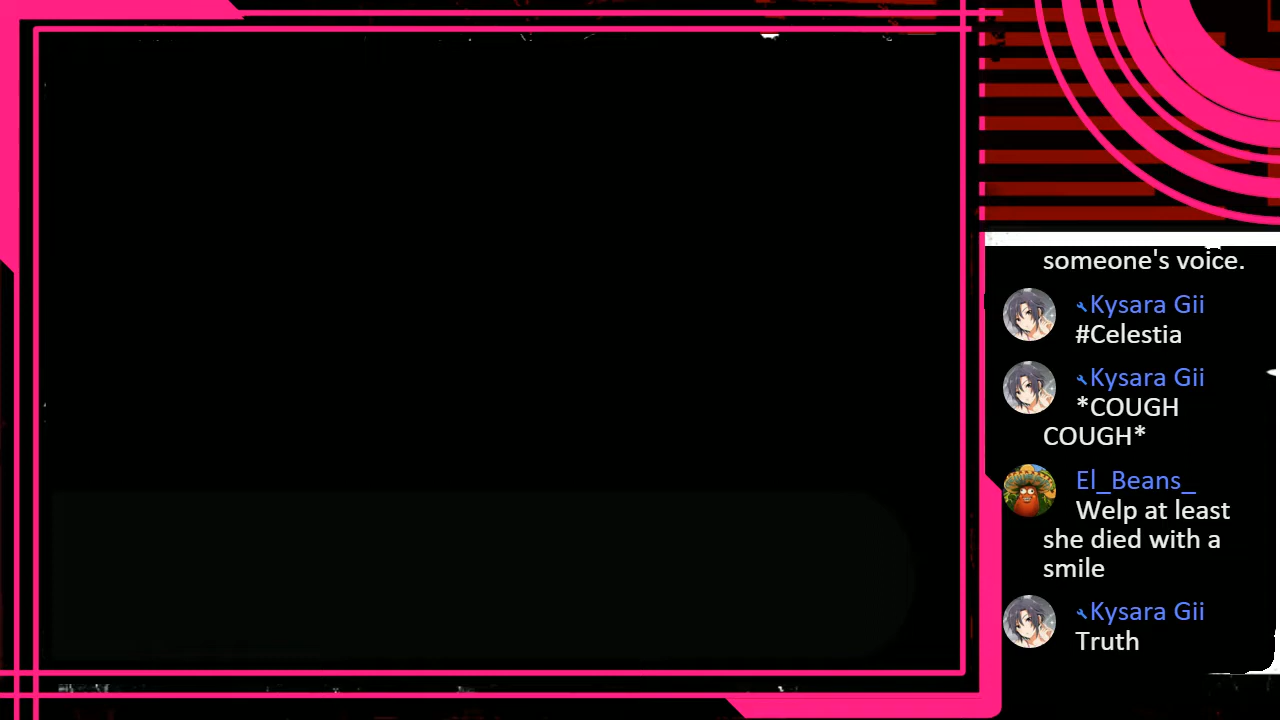 someone's voice.
Kysara Gii
#Celestia
Kysara Gii
*COUGH
COUGH*
El_Beans_
Welp at least
she died with a
smile
Kysara Gii
Truth